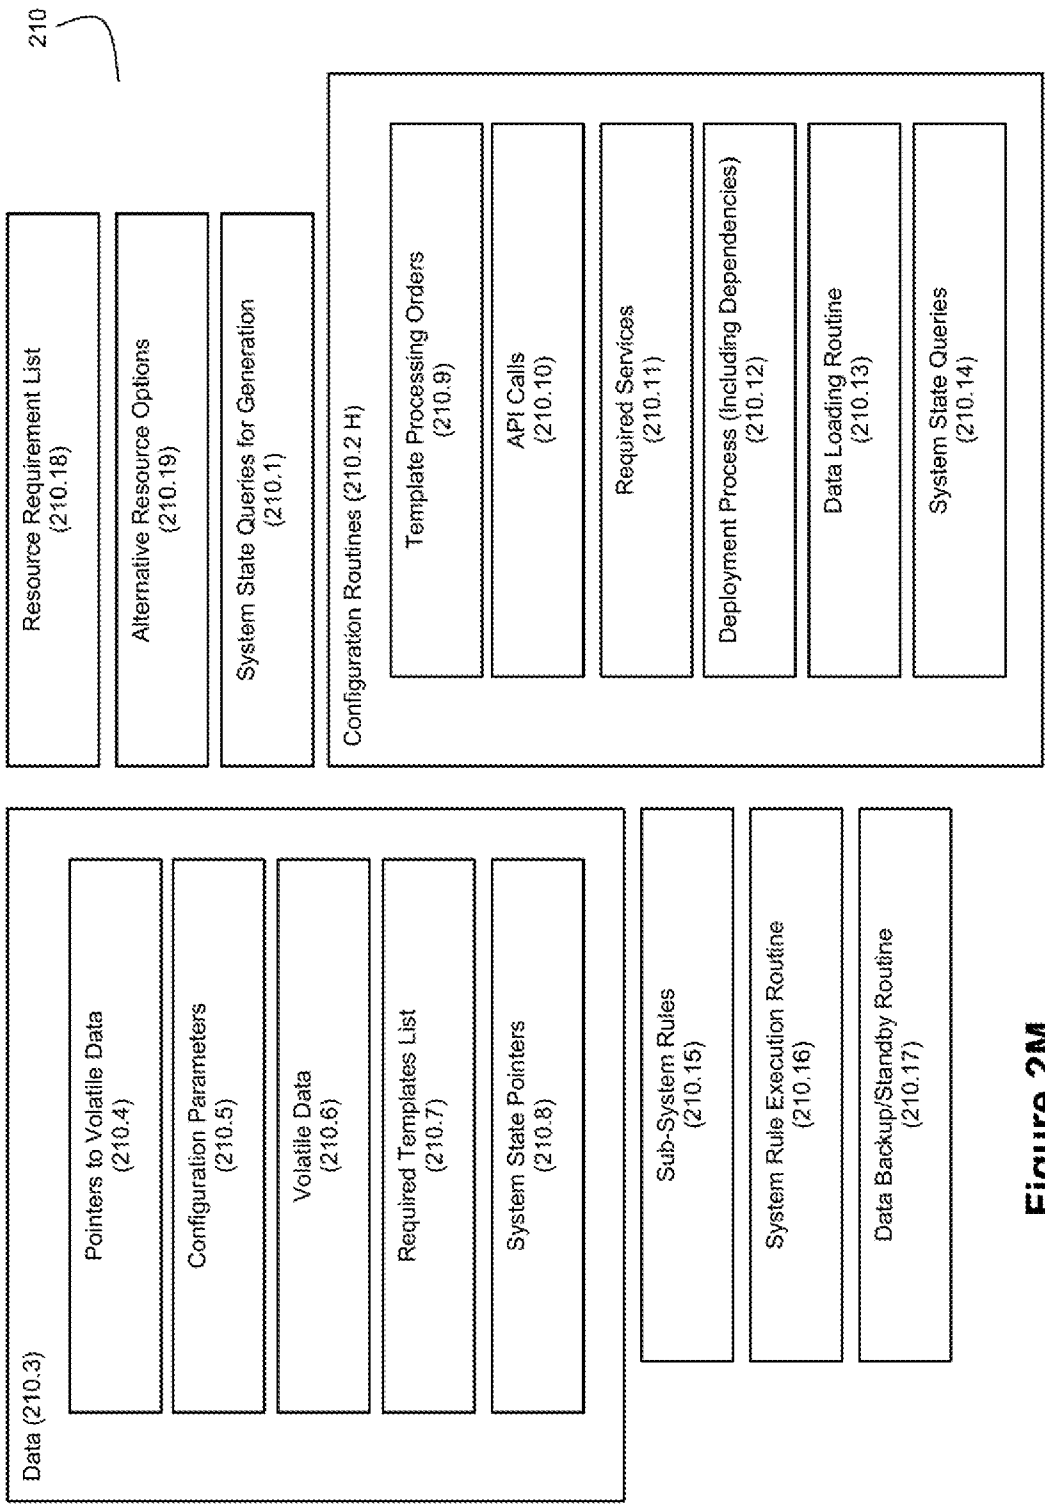 210
Data (210.3)
Pointers to Volatile Data
(210.4)
Configuration Parameters
(210.5)
Volatile Data
(210.6)
Required Templates List
(210.7)
System State Pointers
(210.8)
Sub-System Rules
(210.15)
System Rule Execution Routine
(210.16)
Data Backup/Standby Routine
(210.17)
Resource Requirement List
(210.18)
Alternative Resource Options
(210.19)
System State Queries for Generation
(210.1)
Configuration Routines (210.2 H)
Template Processing Orders
(210.9)
API Calls
(210.10)
Required Services
(210.11)
Deployment Process (Including Dependencies)
(210.12)
Data Loading Routine
(210.13)
System State Queries
(210.14)
Figure 2M